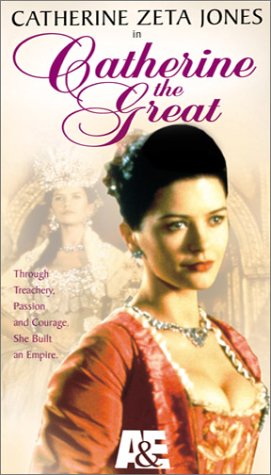 CATHERINE ZETA JONES
in
Catherine
the
Great
Through
Treachery,
Passion
and Courage.
She Built
an Empire.
A&E